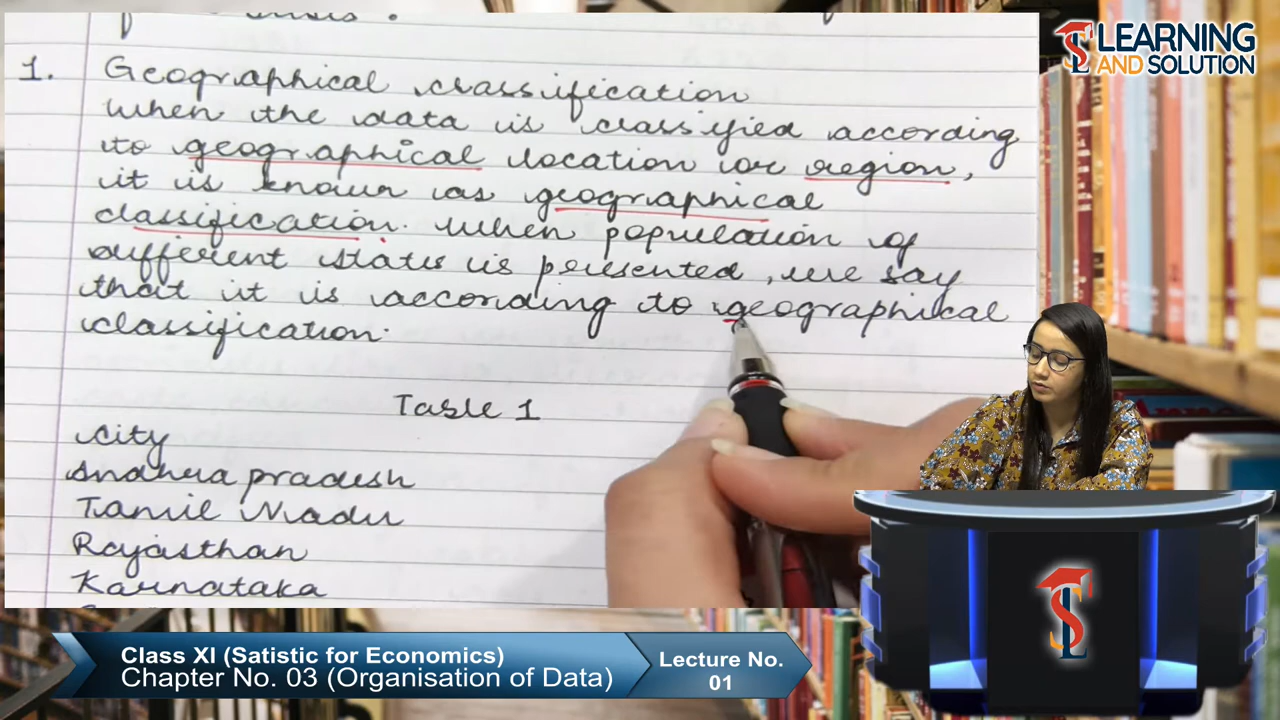 1. Geographical classification
When the data is classified according
to geographical location or region,
it is known as geographical
classification. When population of
different states is presented, we say
that it is according to geographical
classification.
Table 1
City
Andhra pradesh
Tamil Nadu
Rajasthan
Karnataka
LEARNING
AND SOLUTION
Class XI (Satistic for Economics)
Chapter No. 03 (Organisation of Data)
Lecture No.
01